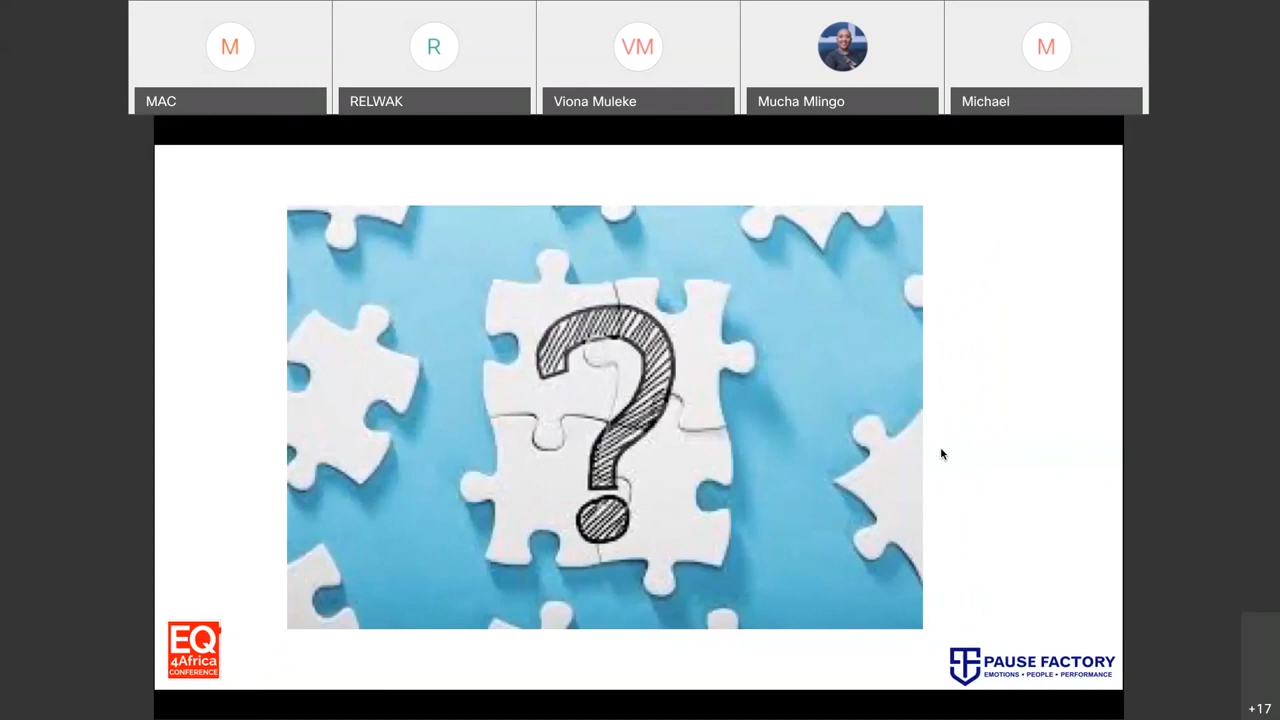 M
R
VM
M
MAC
RELWAK
Viona Muleke
Mucha Mlingo
Michael
?
EQ
4Africa
CONFERENCE
PAUSE FACTORY
EMOTIONS • PEOPLE • PERFORMANCE
+17